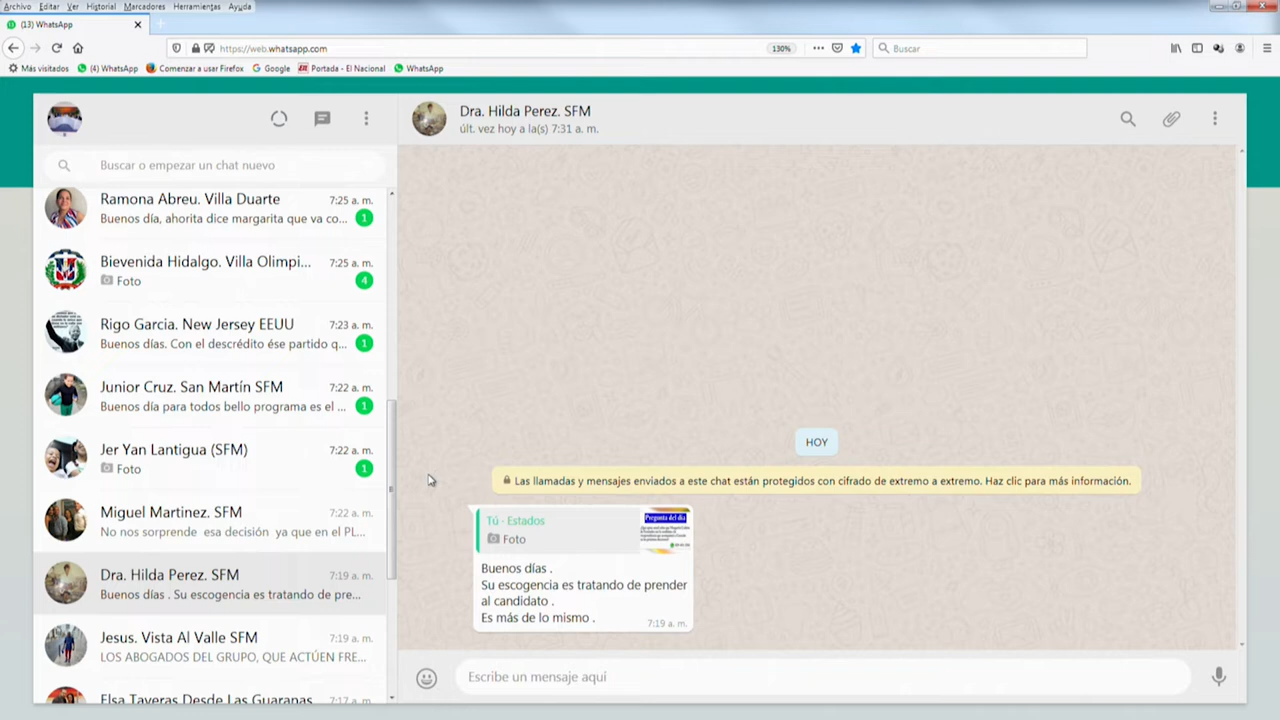 Archivo Editar Ver Historial Marcadores Herramientas Ayuda
(13) WhatsApp
https://web.whatsapp.com
130%
Buscar
Más visitados (4) WhatsApp Comenzar a usar Firefox Google Portada - El Nacional WhatsApp
Buscar o empezar un chat nuevo
Ramona Abreu. Villa Duarte 7:25 a. m.
Buenos día, ahorita dice margarita que va co... 1
Bievenida Hidalgo. Villa Olimpi... 7:25 a. m.
Foto 4
Rigo Garcia. New Jersey EEUU 7:23 a. m.
Buenos días. Con el descrédito ése partido q... 1
Junior Cruz. San Martín SFM 7:22 a. m.
Buenos día para todos bello programa es el ... 1
Jer Yan Lantigua (SFM) 7:22 a. m.
Foto 1
Miguel Martinez. SFM 7:22 a. m.
No nos sorprende esa decisión ya que en el PL...
Dra. Hilda Perez. SFM 7:19 a. m.
Buenos días . Su escogencia es tratando de pre...
Jesus. Vista Al Valle SFM 7:19 a. m.
LOS ABOGADOS DEL GRUPO, QUE ACTÚEN FRE...
Elsa Taveras Desde Las Guaranas 7:17 a. m.
Dra. Hilda Perez. SFM
últ. vez hoy a la(s) 7:31 a. m.
HOY
Las llamadas y mensajes enviados a este chat están protegidos con cifrado de extremo a extremo. Haz clic para más información.
Tú · Estados
Foto
Pregunta del día
Buenos días .
Su escogencia es tratando de prender
al candidato .
Es más de lo mismo .
7:19 a. m.
Escribe un mensaje aquí